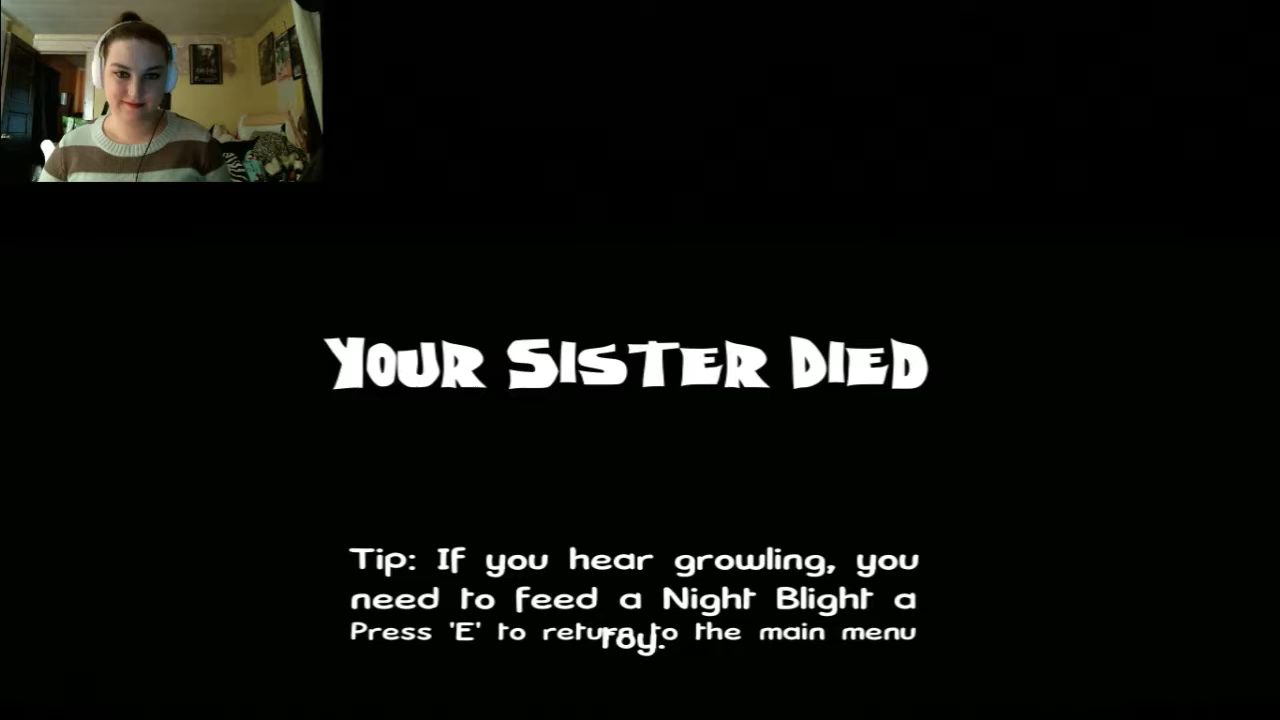 YOUR SISTER DIED
Tip: If you hear growling, you
need to feed a Night Blight a
toy.
Press 'E' to return to the main menu